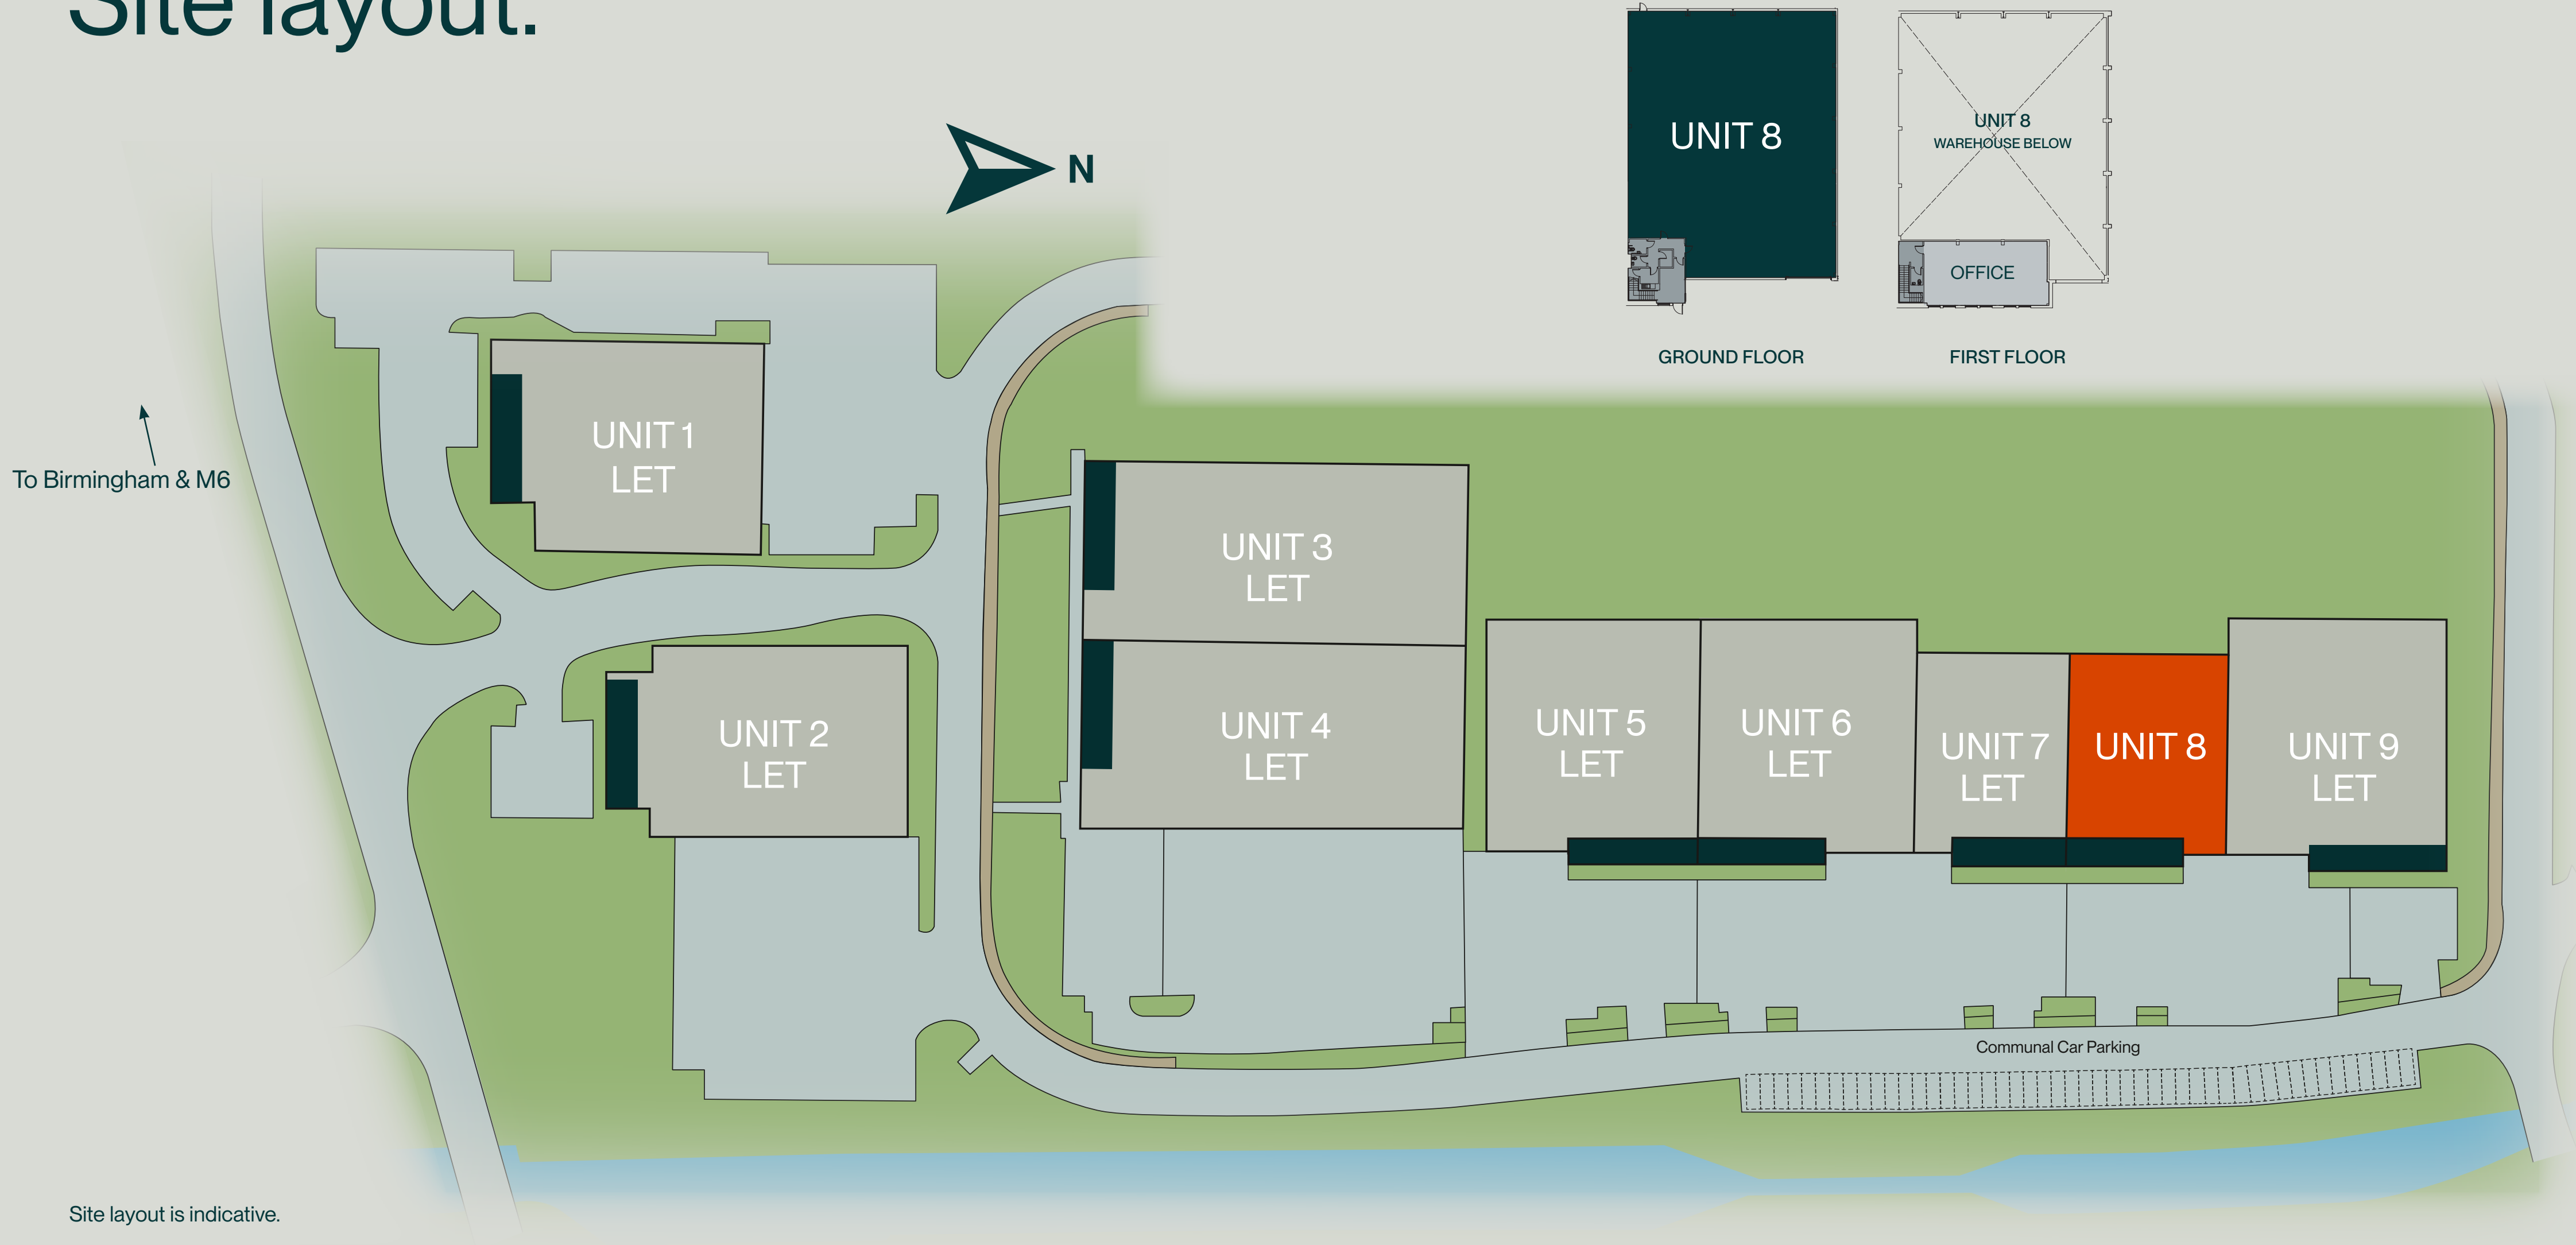 Site layout.
UNIT 8
UNIT 8
WAREHOUSE BELOW
OFFICE
GROUND FLOOR
FIRST FLOOR
N
To Birmingham & M6
UNIT 1
LET
UNIT 2
LET
UNIT 3
LET
UNIT 4
LET
UNIT 5
LET
UNIT 6
LET
UNIT 7
LET
UNIT 8
UNIT 9
LET
Communal Car Parking
Site layout is indicative.